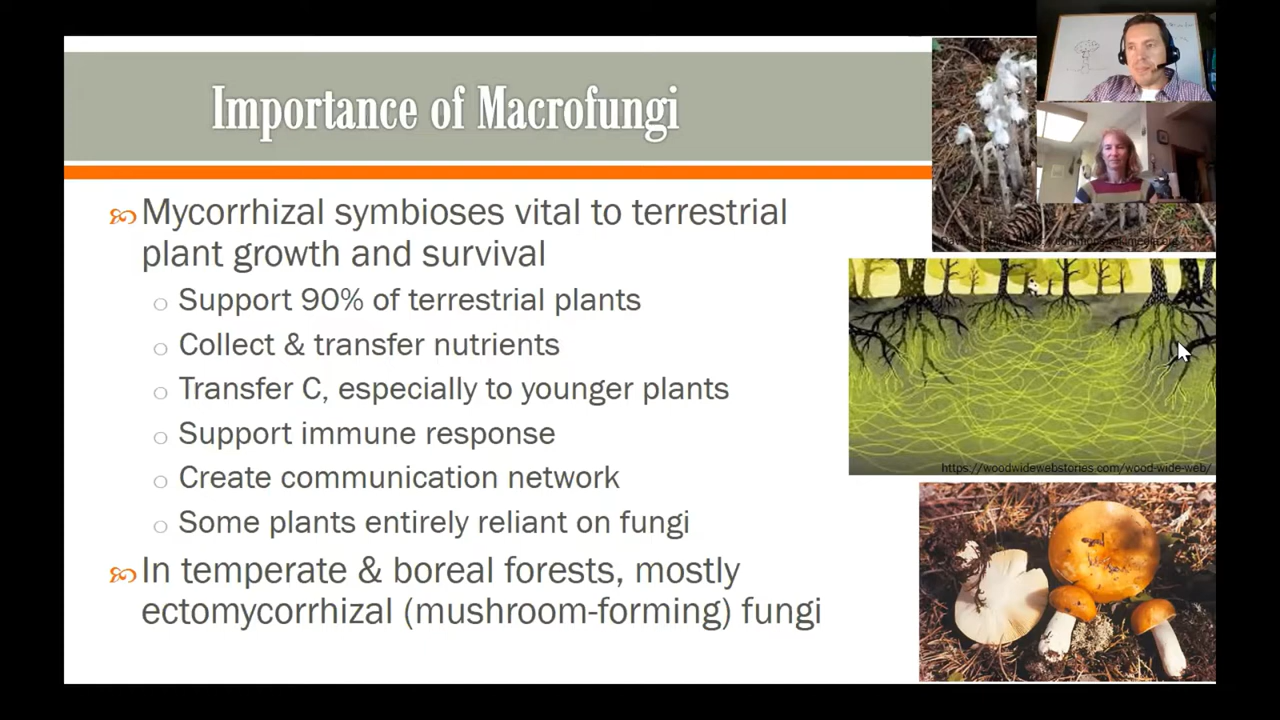 Importance of Macrofungi
Mycorrhizal symbioses vital to terrestrial
plant growth and survival
Support 90% of terrestrial plants
Collect & transfer nutrients
Transfer C, especially to younger plants
Support immune response
Create communication network
Some plants entirely reliant on fungi
In temperate & boreal forests, mostly
ectomycorrhizal (mushroom-forming) fungi
https://woodwidewebstories.com/wood-wide-web/